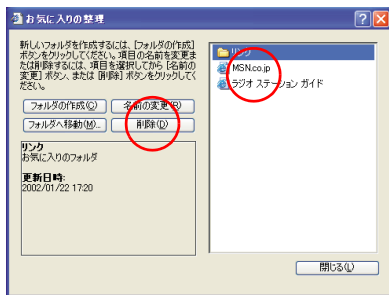 お気に入りの整理
新しいフォルダを作成するには、[フォルダの作成]
ボタンをクリックしてください。項目の名前を変更ま
たは削除するには、項目を選択してから [名前の
変更] ボタン、または [削除] ボタンをクリックしてく
ださい。
フォルダの作成(C)
名前の変更(R)
フォルダへ移動(M)...
削除(D)
リンク
お気に入りのフォルダ
更新日時:
2002/01/22 17:20
リンク
MSN.co.jp
ラジオ ステーション ガイド
閉じる(L)